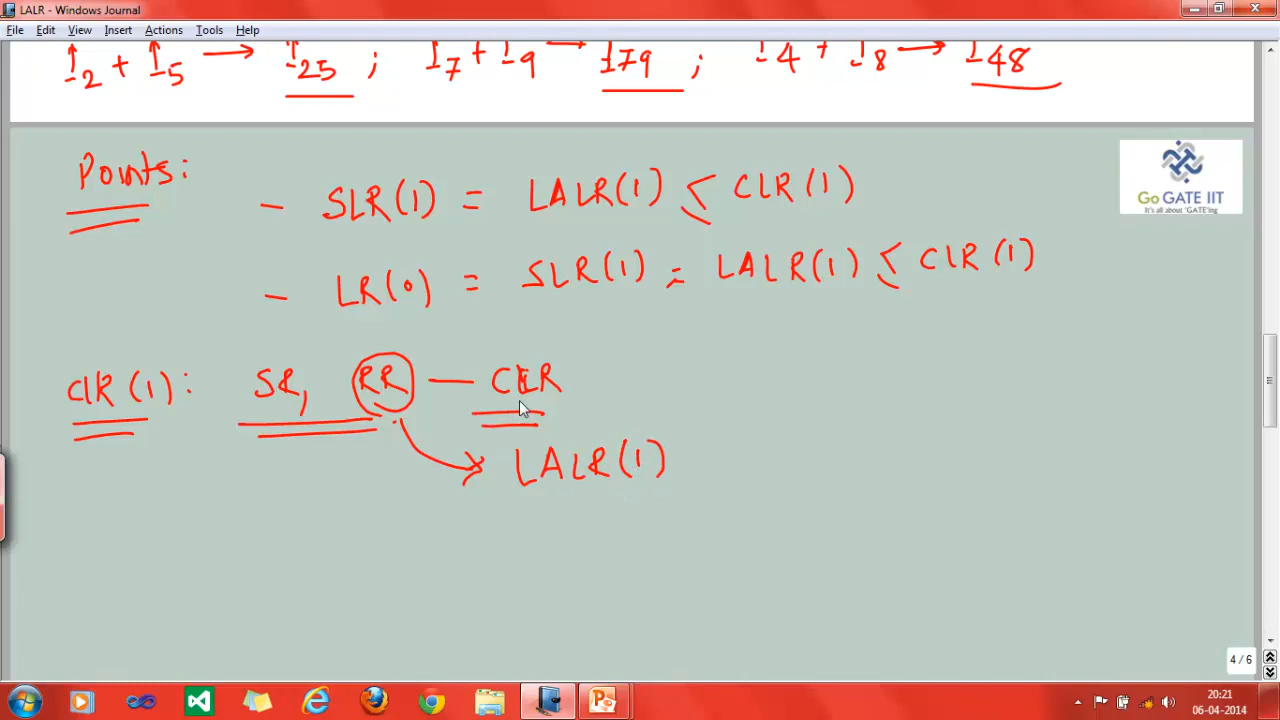 LALR - Windows Journal
File Edit View Insert Actions Tools Help
I2 + I5 → I25 ; I7 + I9 → I79 ; I4 + I8 → I48
Points:
- SLR(1) = LALR(1) ≤ CLR(1)
- LR(0) = SLR(1) = LALR(1) ≤ CLR(1)
CLR(1): SR, RR — CLR
→ LALR(1)
Go GATE IIT
It's all about 'GATE'ing
4 / 6
20:21
06-04-2014